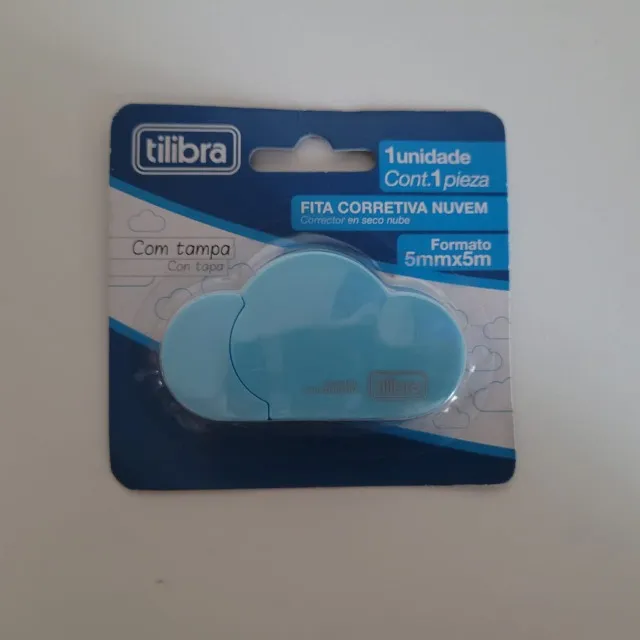 tilibra
1unidade
Cont.1pieza
FITA CORRETIVA NUVEM
Corrector en seco nube
Com tampa
Con tapa
Formato
5mmx5m
tilibra